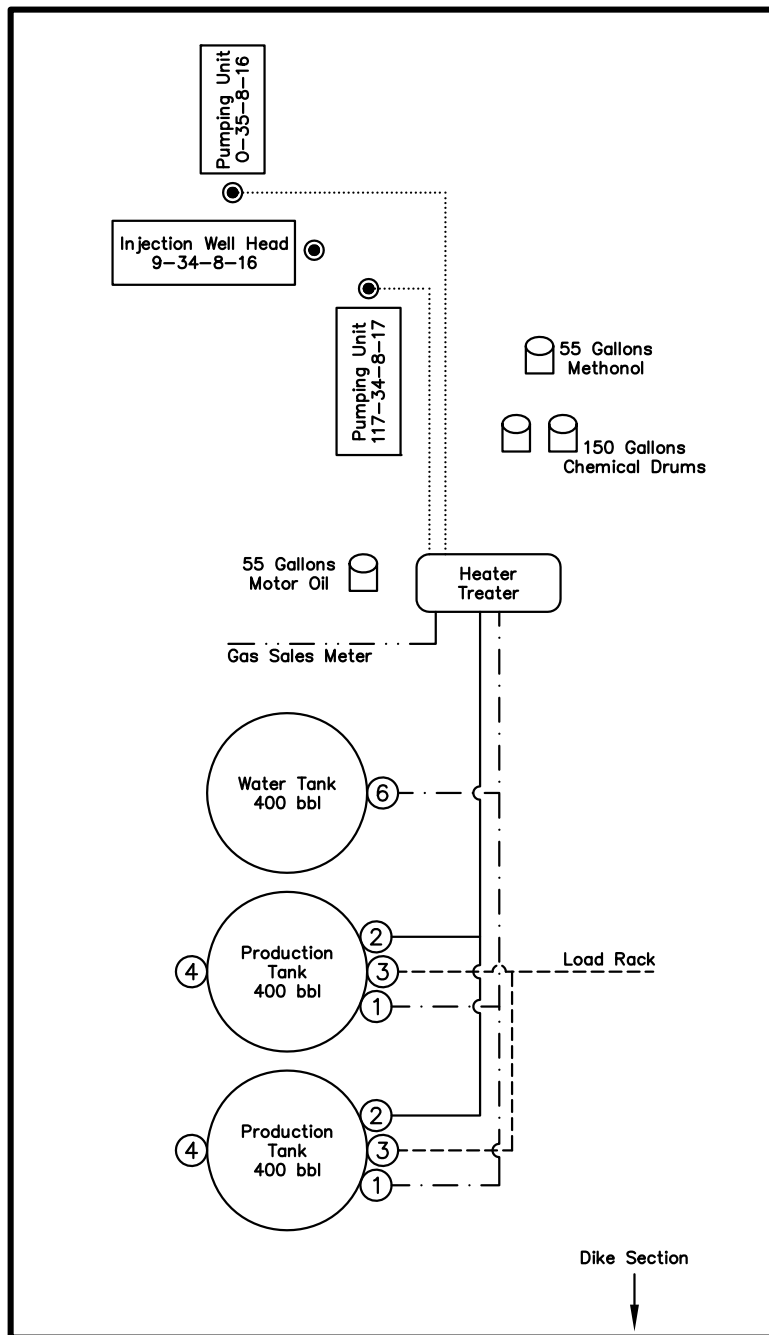 Pumping Unit
0-35-8-16
Injection Well Head
9-34-8-16
Pumping Unit
117-34-8-17
55 Gallons
Methonol
150 Gallons
Chemical Drums
55 Gallons
Motor Oil
Heater
Treater
Gas Sales Meter
Water Tank
400 bbl
6
Production
Tank
400 bbl
4
2
3
1
Load Rack
Production
Tank
400 bbl
4
2
3
1
Dike Section